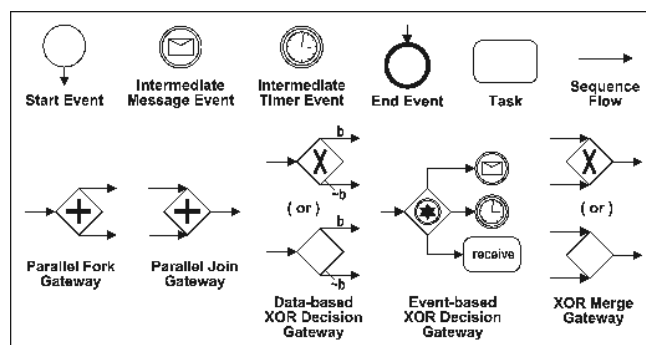 Start Event
Intermediate
Message Event
Intermediate
Timer Event
End Event
Task
Sequence
Flow
b
X
~b
( or )
b
~b
X
( or )
receive
Parallel Fork
Gateway
Parallel Join
Gateway
Data-based
XOR Decision
Gateway
Event-based
XOR Decision
Gateway
XOR Merge
Gateway